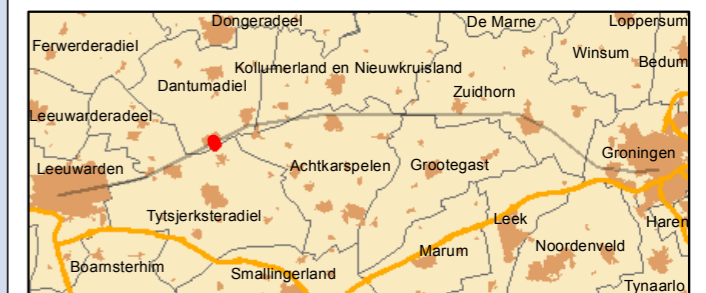 Dongeradeel
De Marne
Loppersum
Ferwerderadiel
Winsum
Bedum
Kollumerland en Nieuwkruisland
Dantumadiel
Zuidhorn
Leeuwarderadeel
Groningen
Leeuwarden
Achtkarspelen
Grootegast
Tytsjerksteradiel
Leek
Haren
Noordenveld
Marum
Boarnsterhim
Smallingerland
Tynaarlo